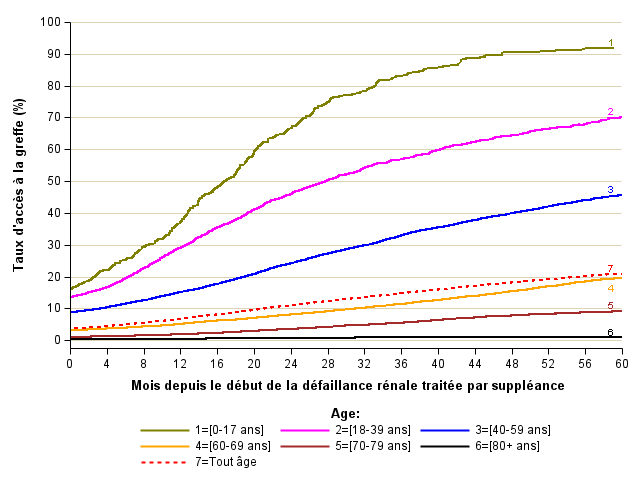 100
90
80
70
60
50
40
30
20
10
0
Taux d'accès à la greffe (%)
1
2
3
7
4
5
6
0 4 8 12 16 20 24 28 32 36 40 44 48 52 56 60
Mois depuis le début de la défaillance rénale traitée par suppléance
Age:
1=[0-17 ans] 2=[18-39 ans] 3=[40-59 ans]
4=[60-69 ans] 5=[70-79 ans] 6=[80+ ans]
7=Tout âge